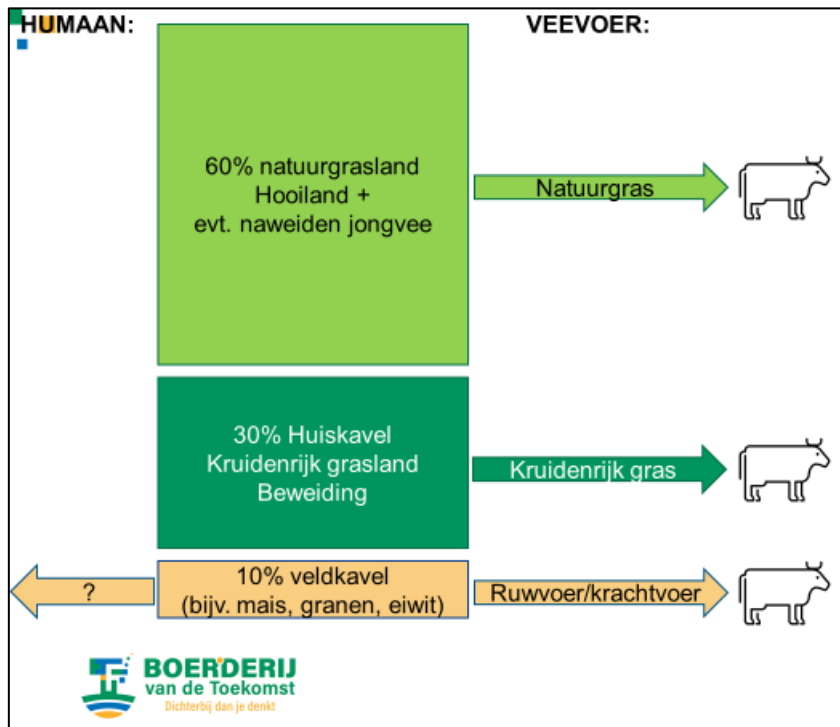 HUMAAN:
VEEVOER:
60% natuurgrasland
Hooiland +
evt. naweiden jongvee
Natuurgras
30% Huiskavel
Kruidenrijk grasland
Beweiding
Kruidenrijk gras
?
10% veldkavel
(bijv. mais, granen, eiwit)
Ruwvoer/krachtvoer
BOERDERIJ
van de Toekomst
Dichterbij dan je denkt